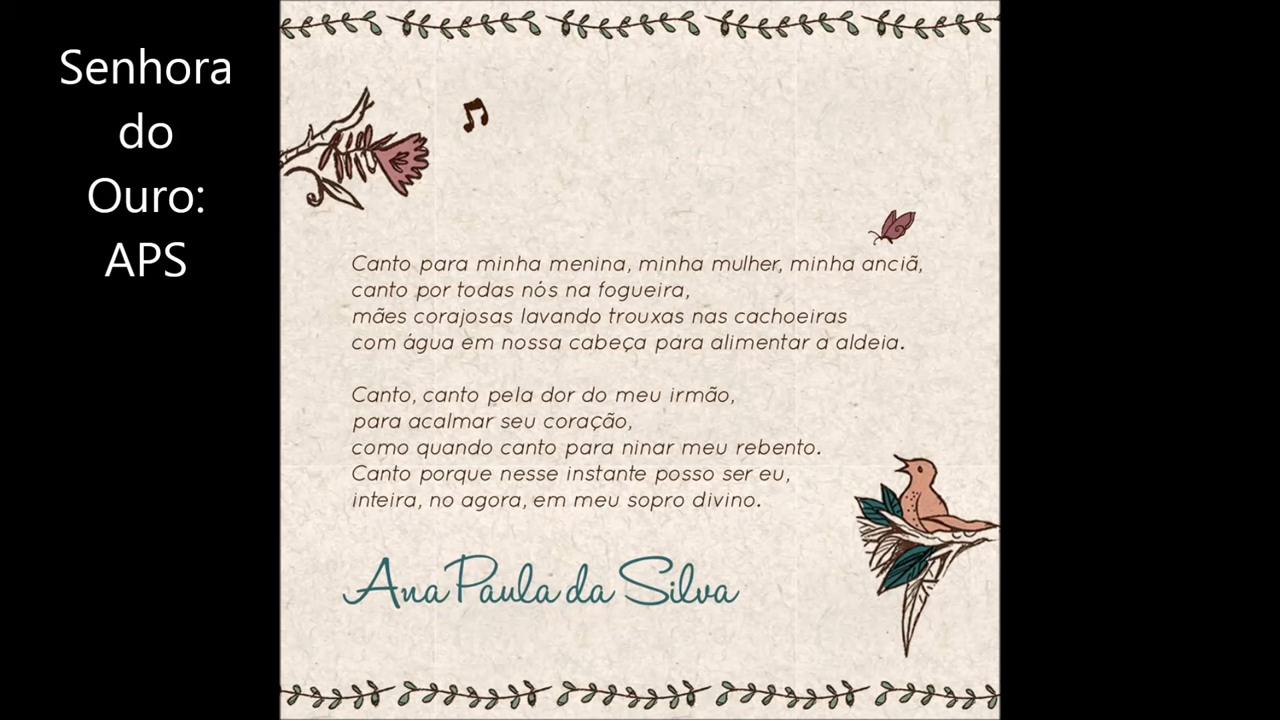 Senhora
do
Ouro:
APS
Canto para minha menina, minha mulher, minha anciã,
canto por todas nós na fogueira,
mães corajosas lavando trouxas nas cachoeiras
com água em nossa cabeça para alimentar a aldeia.
Canto, canto pela dor do meu irmão,
para acalmar seu coração,
como quando canto para ninar meu rebento.
Canto porque nesse instante posso ser eu,
inteira, no agora, em meu sopro divino.
Ana Paula da Silva